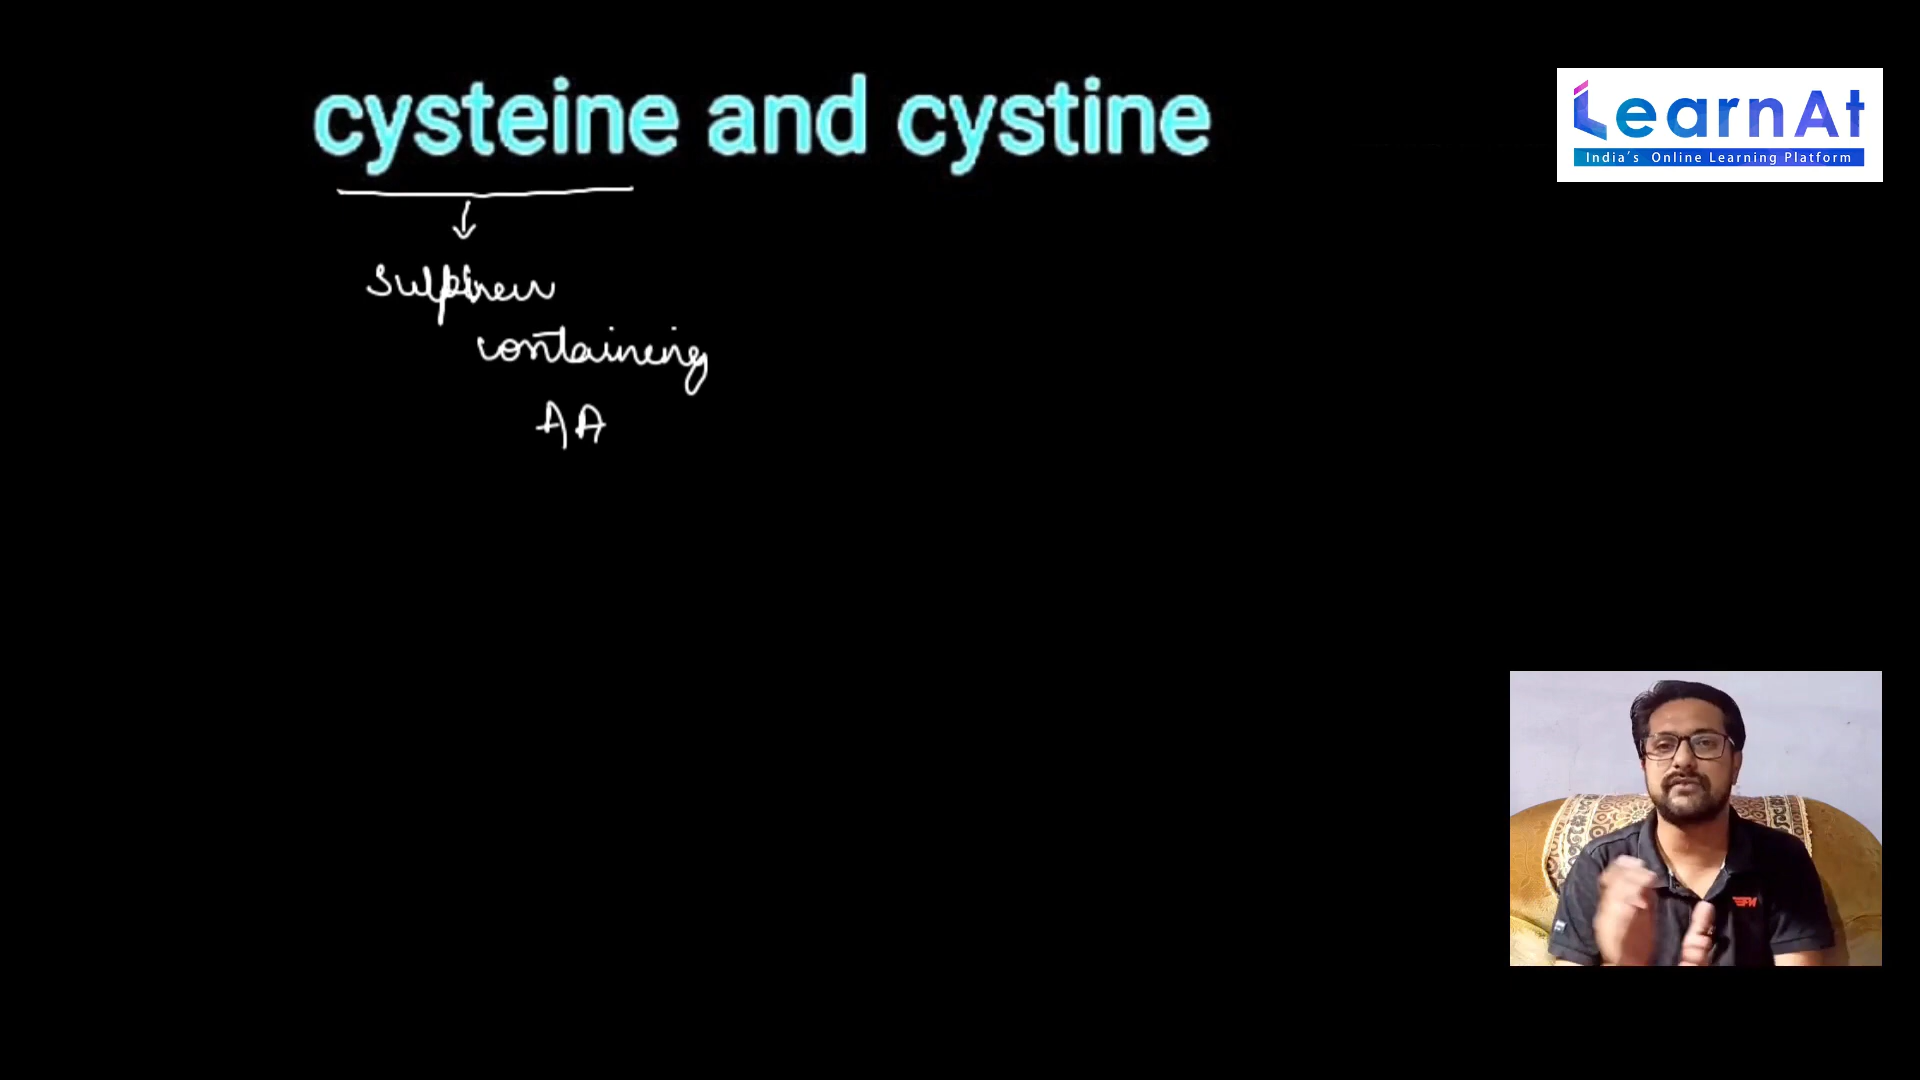 cysteine and cystine
LearnAt
India's Online Learning Platform
Sulphur
containing
AA